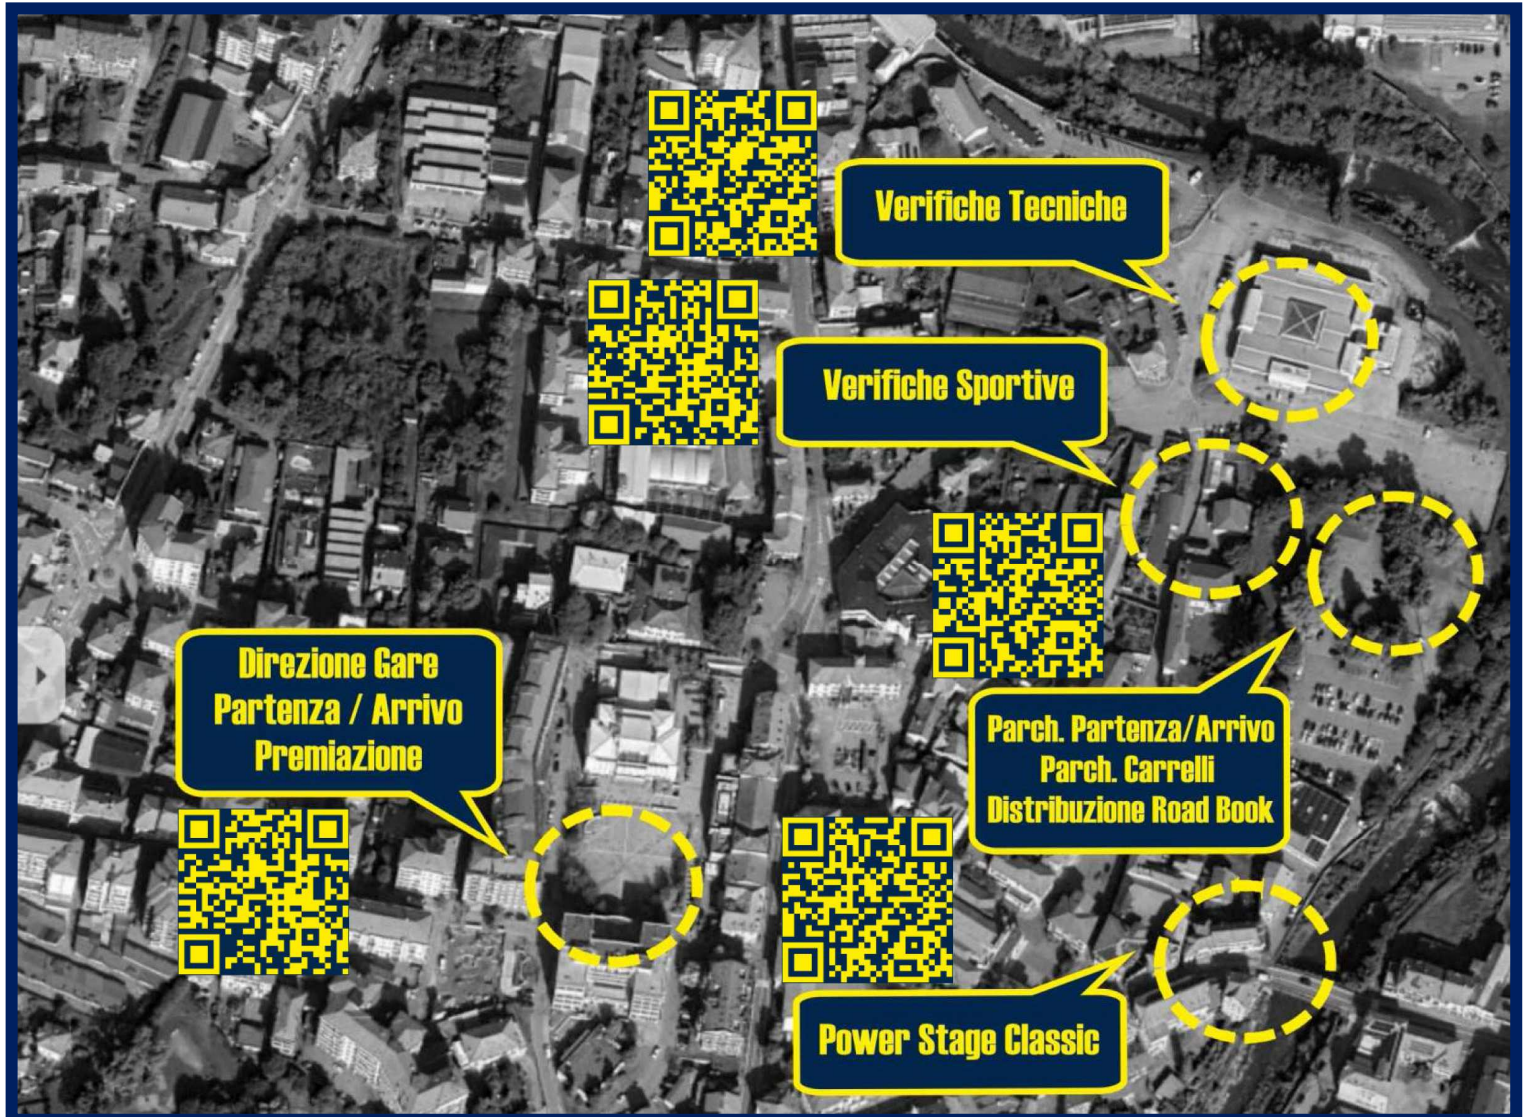 Verifiche Tecniche
Verifiche Sportive
Direzione Gare
Partenza / Arrivo
Premiazione
Parch. Partenza/Arrivo
Parch. Carrelli
Distribuzione Road Book
Power Stage Classic